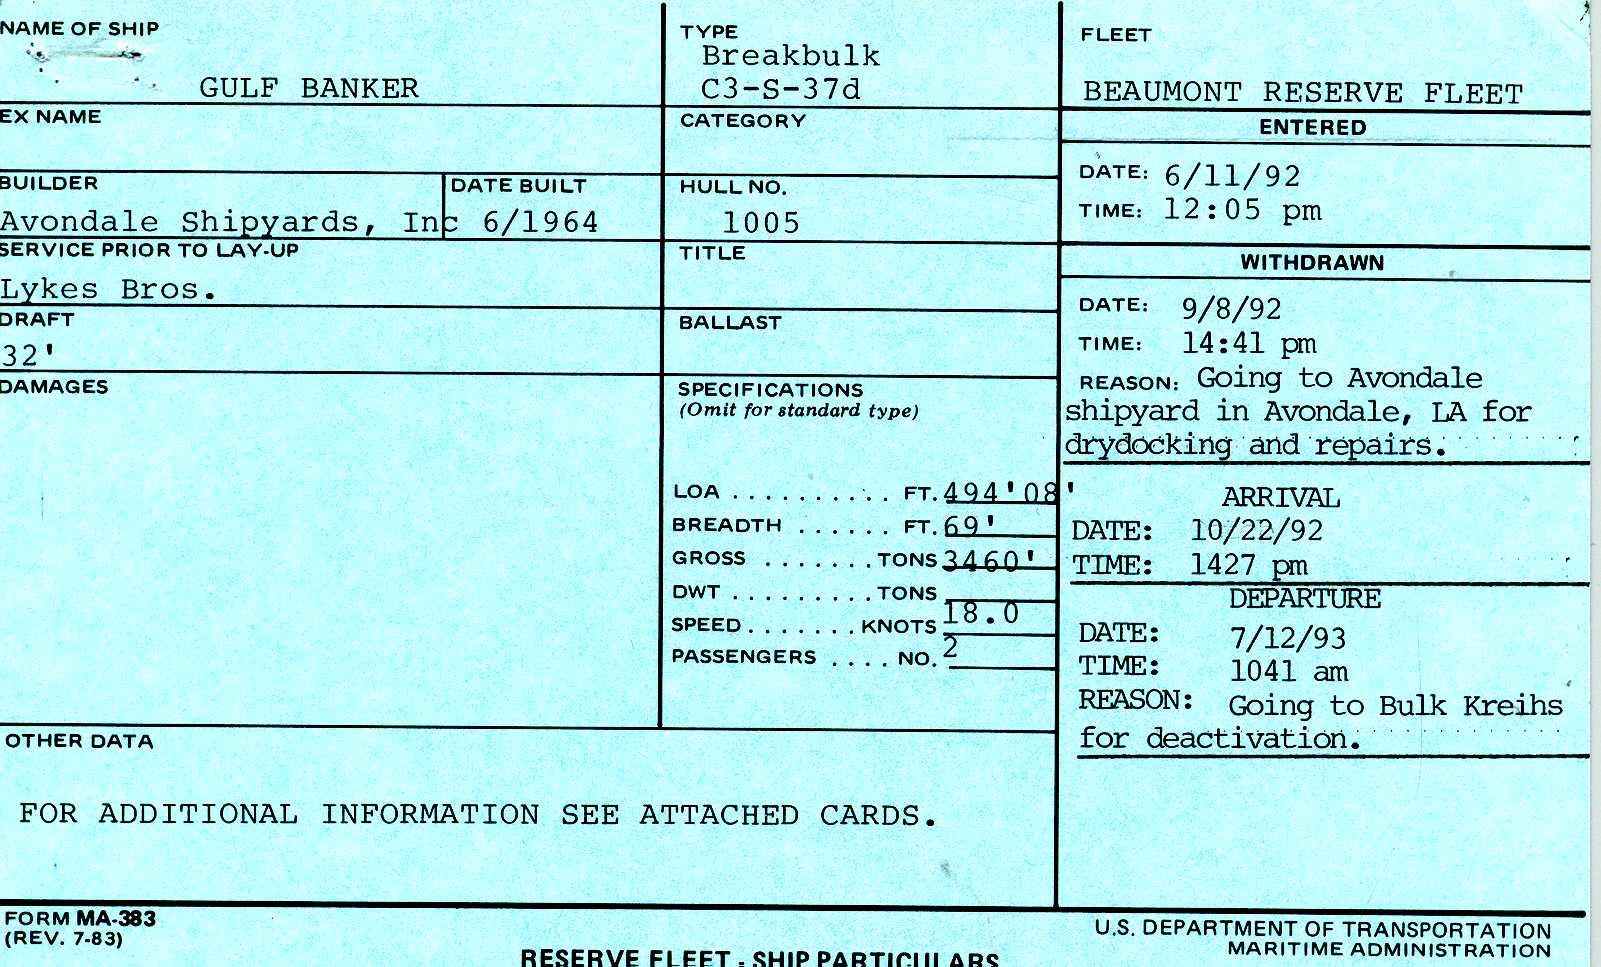 NAME OF SHIP
GULF BANKER
EX NAME
BUILDER
DATE BUILT
Avondale Shipyards, Inc 6/1964
SERVICE PRIOR TO LAY-UP
Lykes Bros.
DRAFT
32'
DAMAGES
TYPE
Breakbulk
C3-S-37d
CATEGORY
HULL NO.
1005
TITLE
BALLAST
SPECIFICATIONS
(Omit for standard type)
LOA .......... FT. 494'08'
BREADTH ...... FT. 69'
GROSS ....... TONS 3460'
DWT ......... TONS
SPEED ....... KNOTS 18.0
PASSENGERS .... NO. 2
FLEET
BEAUMONT RESERVE FLEET
ENTERED
DATE: 6/11/92
TIME: 12:05 pm
WITHDRAWN
DATE: 9/8/92
TIME: 14:41 pm
REASON: Going to Avondale
shipyard in Avondale, LA for
drydocking and repairs.
ARRIVAL
DATE: 10/22/92
TIME: 1427 pm
DEPARTURE
DATE: 7/12/93
TIME: 1041 am
REASON: Going to Bulk Kreihs
for deactivation.
OTHER DATA
FOR ADDITIONAL INFORMATION SEE ATTACHED CARDS.
FORM MA-383
(REV. 7-83)
RESERVE FLEET - SHIP PARTICULARS
U.S. DEPARTMENT OF TRANSPORTATION
MARITIME ADMINISTRATION